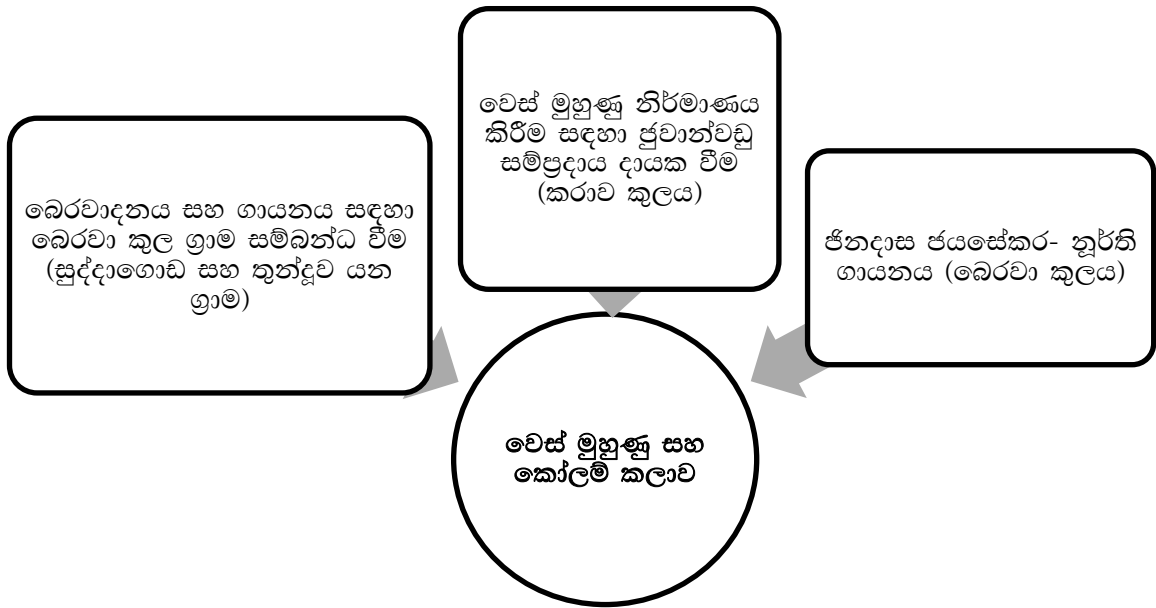 බෙරවාදනය සහ ගායනය සඳහා
බෙරවා කුල ග්‍රාම සම්බන්ධ වීම
(සුද්දාගොඩ සහ තුන්දූව යන
ග්‍රාම)
වෙස් මුහුණු නිර්මාණය
කිරීම සඳහා ජුවාන්වඩු
සම්ප්‍රදාය දායක වීම
(කරාව කුලය)
ජිනදාස ජයසේකර- නූර්ති
ගායනය (බෙරවා කුලය)
වෙස් මුහුණු සහ
කෝලම් කලාව